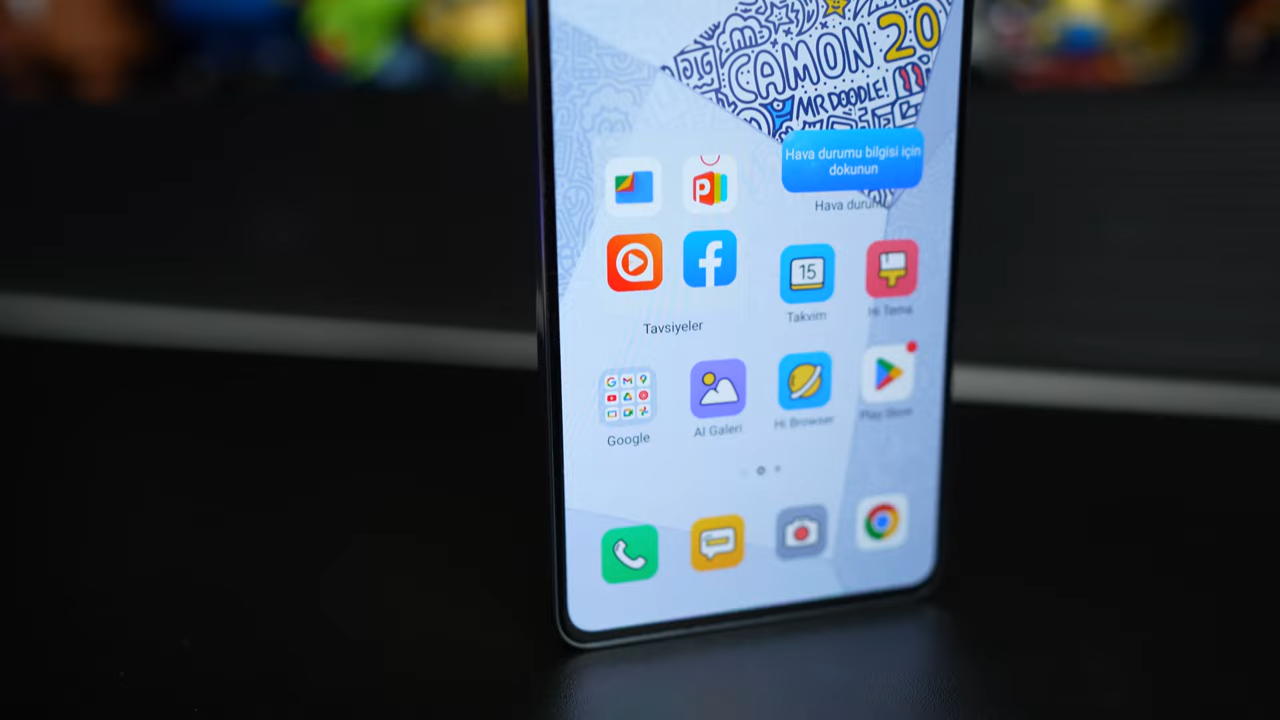 CAMON 20
MR DOODLE!
Hava durumu bilgisi için
dokunun
Hava durumu
15
Tavsiyeler
Takvim
Hi Tema
Google
AI Galeri
Hi Browser
Play Store